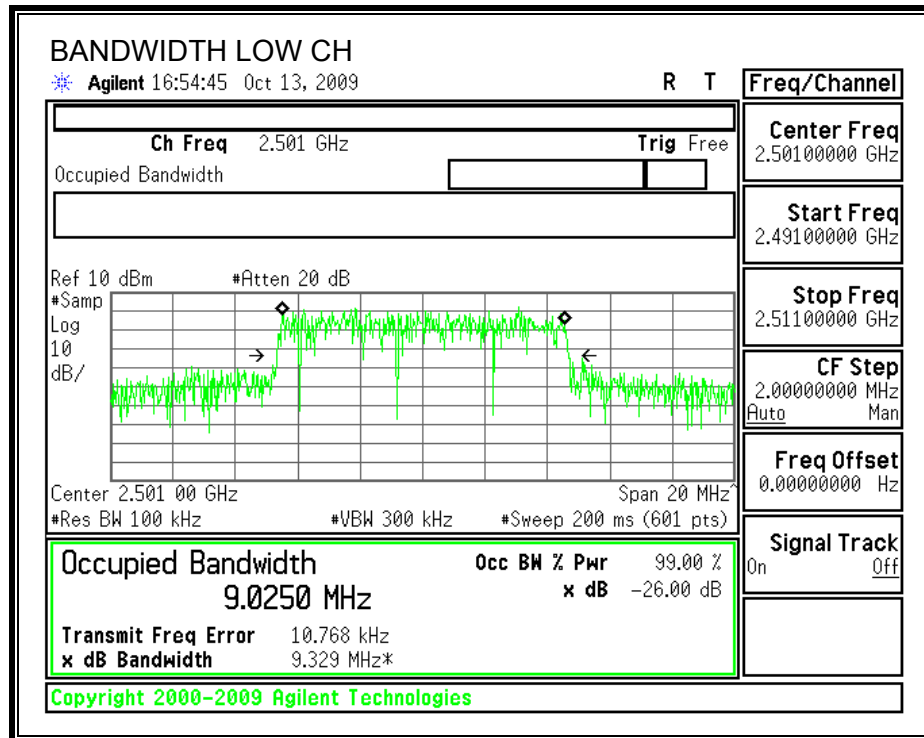 BANDWIDTH LOW CH
Agilent 16:54:45 Oct 13, 2009 R T
Freq/Channel
Ch Freq 2.501 GHz Trig Free
Occupied Bandwidth
Center Freq
2.50100000 GHz
Start Freq
2.49100000 GHz
Stop Freq
2.51100000 GHz
CF Step
2.00000000 MHz
Auto Man
Freq Offset
0.00000000 Hz
Signal Track
On Off
Ref 10 dBm #Atten 20 dB
#Samp
Log
10
dB/
Center 2.501 00 GHz Span 20 MHz^
#Res BW 100 kHz #VBW 300 kHz #Sweep 200 ms (601 pts)
Occupied Bandwidth
9.0250 MHz
Occ BW % Pwr 99.00 %
x dB -26.00 dB
Transmit Freq Error 10.768 kHz
x dB Bandwidth 9.329 MHz*
Copyright 2000-2009 Agilent Technologies